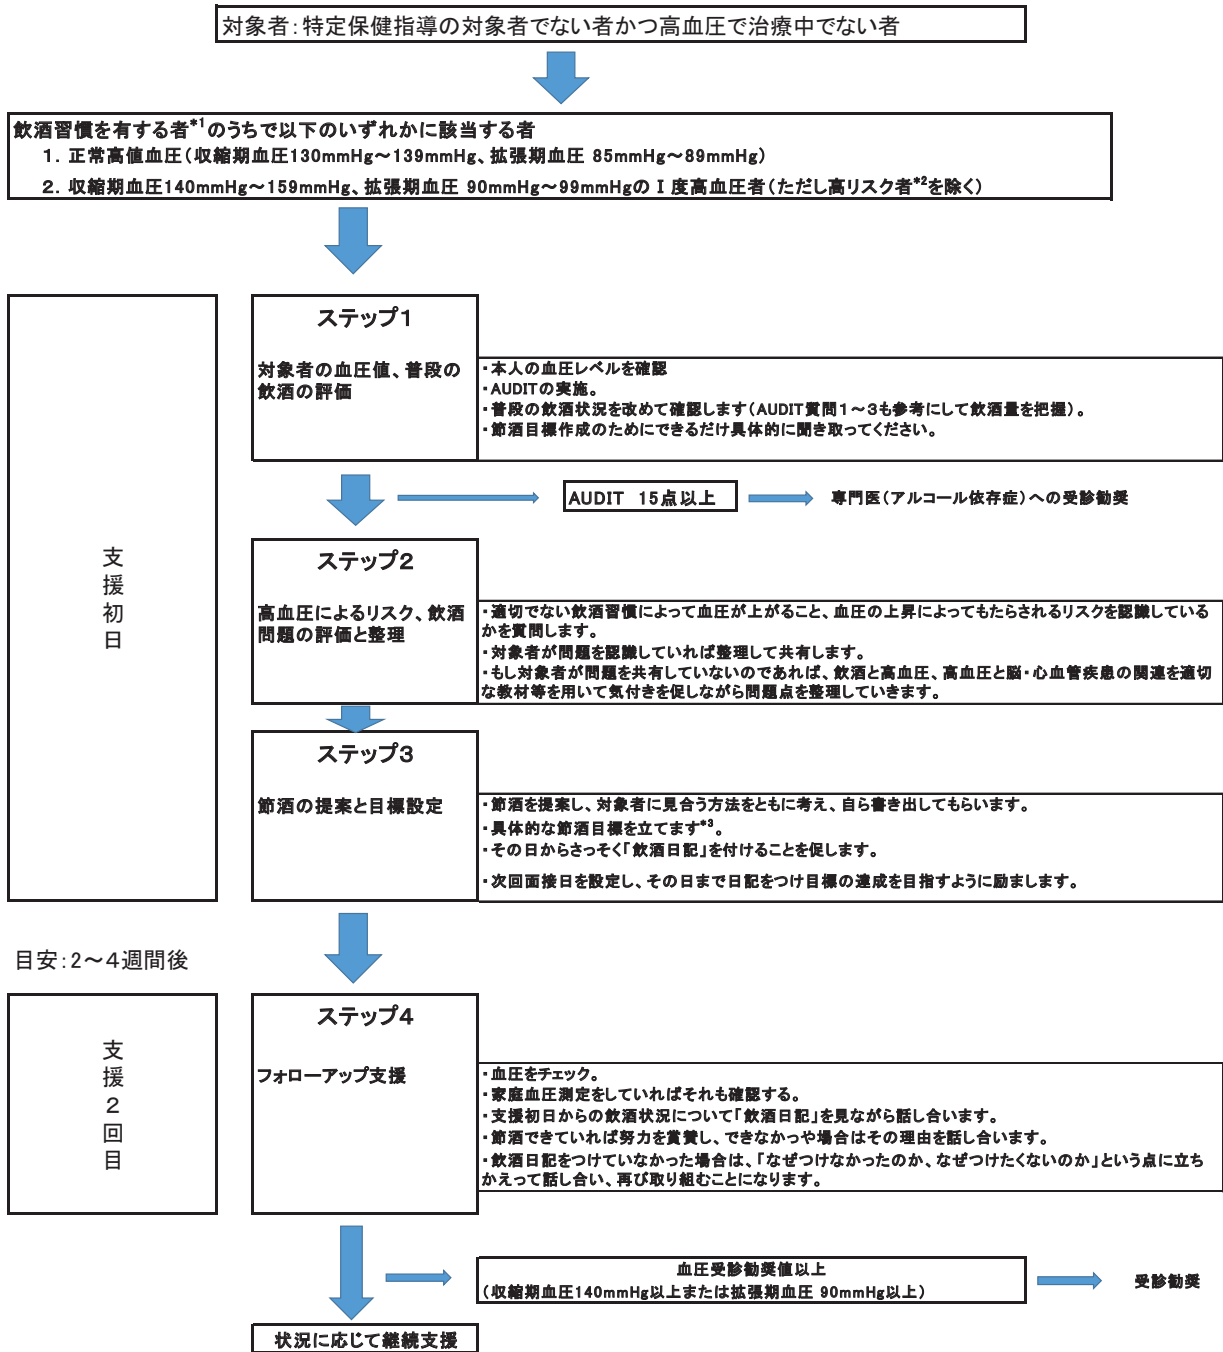 対象者：特定保健指導の対象者でない者かつ高血圧で治療中でない者
飲酒習慣を有する者*1のうちで以下のいずれかに該当する者
1．正常高値血圧（収縮期血圧130mmHg～139mmHg、拡張期血圧 85mmHg～89mmHg）
2．収縮期血圧140mmHg～159mmHg、拡張期血圧 90mmHg～99mmHgのⅠ度高血圧者（ただし高リスク者*2を除く）
支援初日
ステップ1
対象者の血圧値、普段の
飲酒の評価
・本人の血圧レベルを確認
・AUDITの実施。
・普段の飲酒状況を改めて確認します（AUDIT質問1～3も参考にして飲酒量を把握）。
・節酒目標作成のためにできるだけ具体的に聞き取ってください。
AUDIT 15点以上
専門医（アルコール依存症）への受診勧奨
ステップ2
高血圧によるリスク、飲酒
問題の評価と整理
・適切でない飲酒習慣によって血圧が上がること、血圧の上昇によってもたらされるリスクを認識している
かを質問します。
・対象者が問題を認識していれば整理して共有します。
・もし対象者が問題を共有していないのであれば、飲酒と高血圧、高血圧と脳・心血管疾患の関連を適切
な教材等を用いて気付きを促しながら問題点を整理していきます。
ステップ3
節酒の提案と目標設定
・節酒を提案し、対象者に見合う方法をともに考え、自ら書き出してもらいます。
・具体的な節酒目標を立てます*3。
・その日からさっそく「飲酒日記」を付けることを促します。
・次回面接日を設定し、その日まで日記をつけ目標の達成を目指すように励まします。
目安：2～4週間後
支援2回目
ステップ4
フォローアップ支援
・血圧をチェック。
・家庭血圧測定をしていればそれも確認する。
・支援初日からの飲酒状況について「飲酒日記」を見ながら話し合います。
・節酒できていれば努力を賞賛し、できなかっや場合はその理由を話し合います。
・飲酒日記をつけていなかった場合は、「なぜつけなかったのか、なぜつけたくないのか」という点に立ち
かえって話し合い、再び取り組むことになります。
血圧受診勧奨値以上
（収縮期血圧140mmHg以上または拡張期血圧 90mmHg以上）
受診勧奨
状況に応じて継続支援